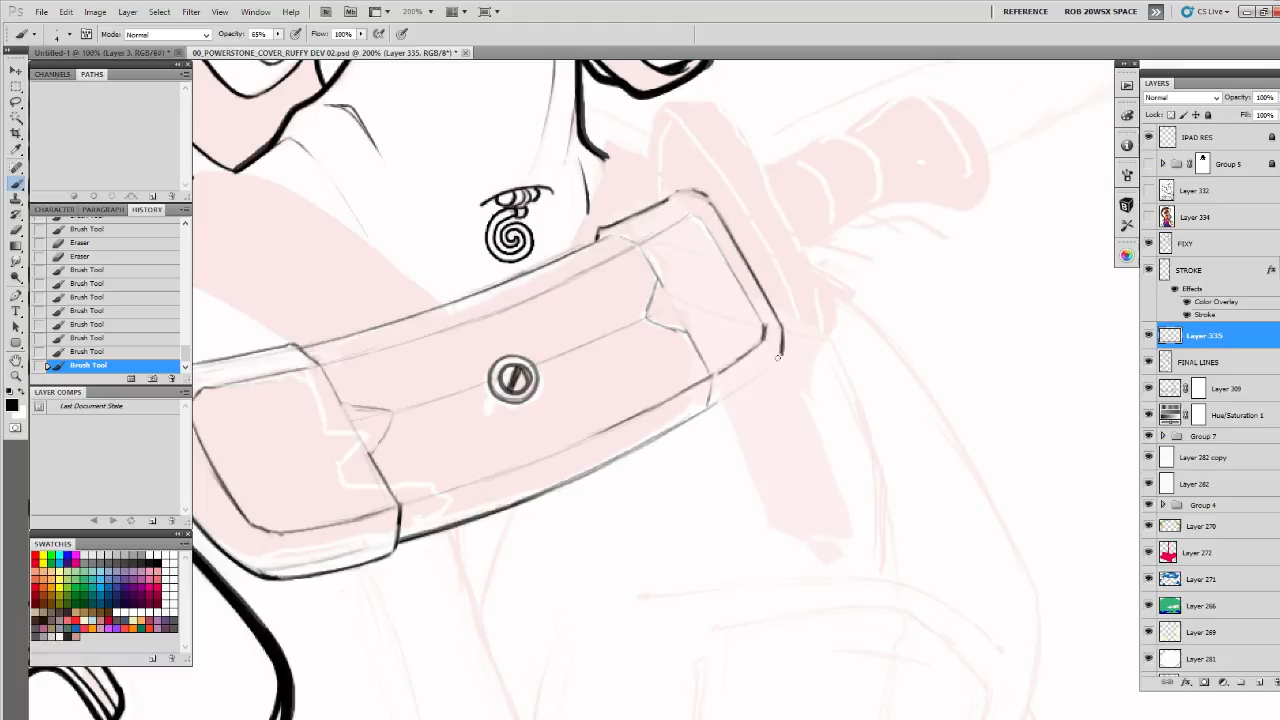 Ps File Edit Image Layer Select Filter View Window Help Br Mb 200% REFERENCE ROB 20WSX SPACE CS Live
Mode: Normal Opacity: 65% Flow: 100%
4
Untitled-1 @ 100% (Layer 3, RGB/8#) * 00_POWERSTONE_COVER_RUFFY DEV 02.psd @ 200% (Layer 335, RGB/8*) *
CHANNELS PATHS
CHARACTER PARAGRAPH HISTORY
Brush Tool
Brush Tool
Eraser
Eraser
Brush Tool
Brush Tool
Brush Tool
Brush Tool
Brush Tool
Brush Tool
Brush Tool
Brush Tool
LAYER COMPS
Last Document State
SWATCHES
LAYERS
Normal Opacity: 100%
Lock: Fill: 100%
IPAD RES
Group 5
Layer 332
Layer 334
FIXY
STROKE fx
Effects
Color Overlay
Stroke
Layer 335
FINAL LINES
Layer 309
Hue/Saturation 1
Group 7
Layer 282 copy
Layer 282
Group 4
Layer 270
Layer 272
Layer 271
Layer 266
Layer 269
Layer 281